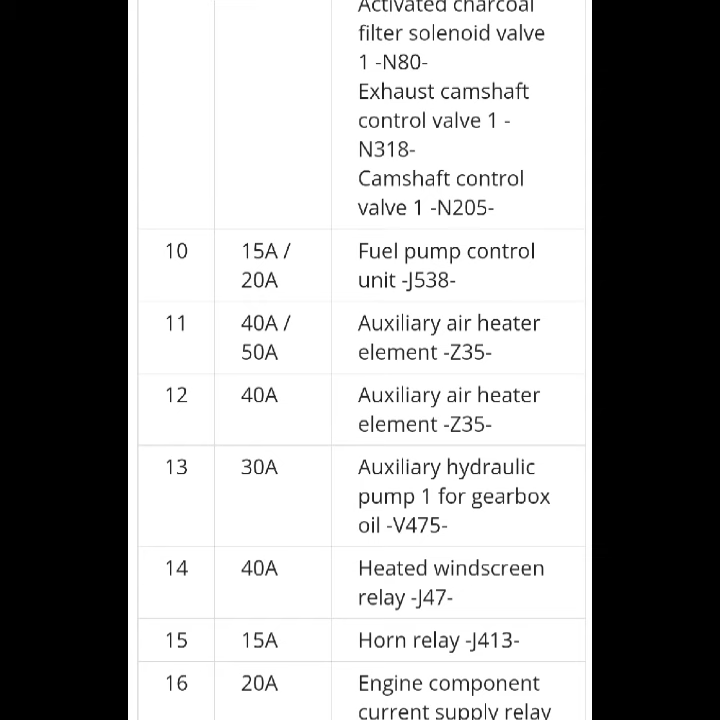 Activated charcoal
filter solenoid valve
1 -N80-
Exhaust camshaft
control valve 1 -
N318-
Camshaft control
valve 1 -N205-
10 15A / Fuel pump control
20A unit -J538-
11 40A / Auxiliary air heater
50A element -Z35-
12 40A Auxiliary air heater
element -Z35-
13 30A Auxiliary hydraulic
pump 1 for gearbox
oil -V475-
14 40A Heated windscreen
relay -J47-
15 15A Horn relay -J413-
16 20A Engine component
current supply relay